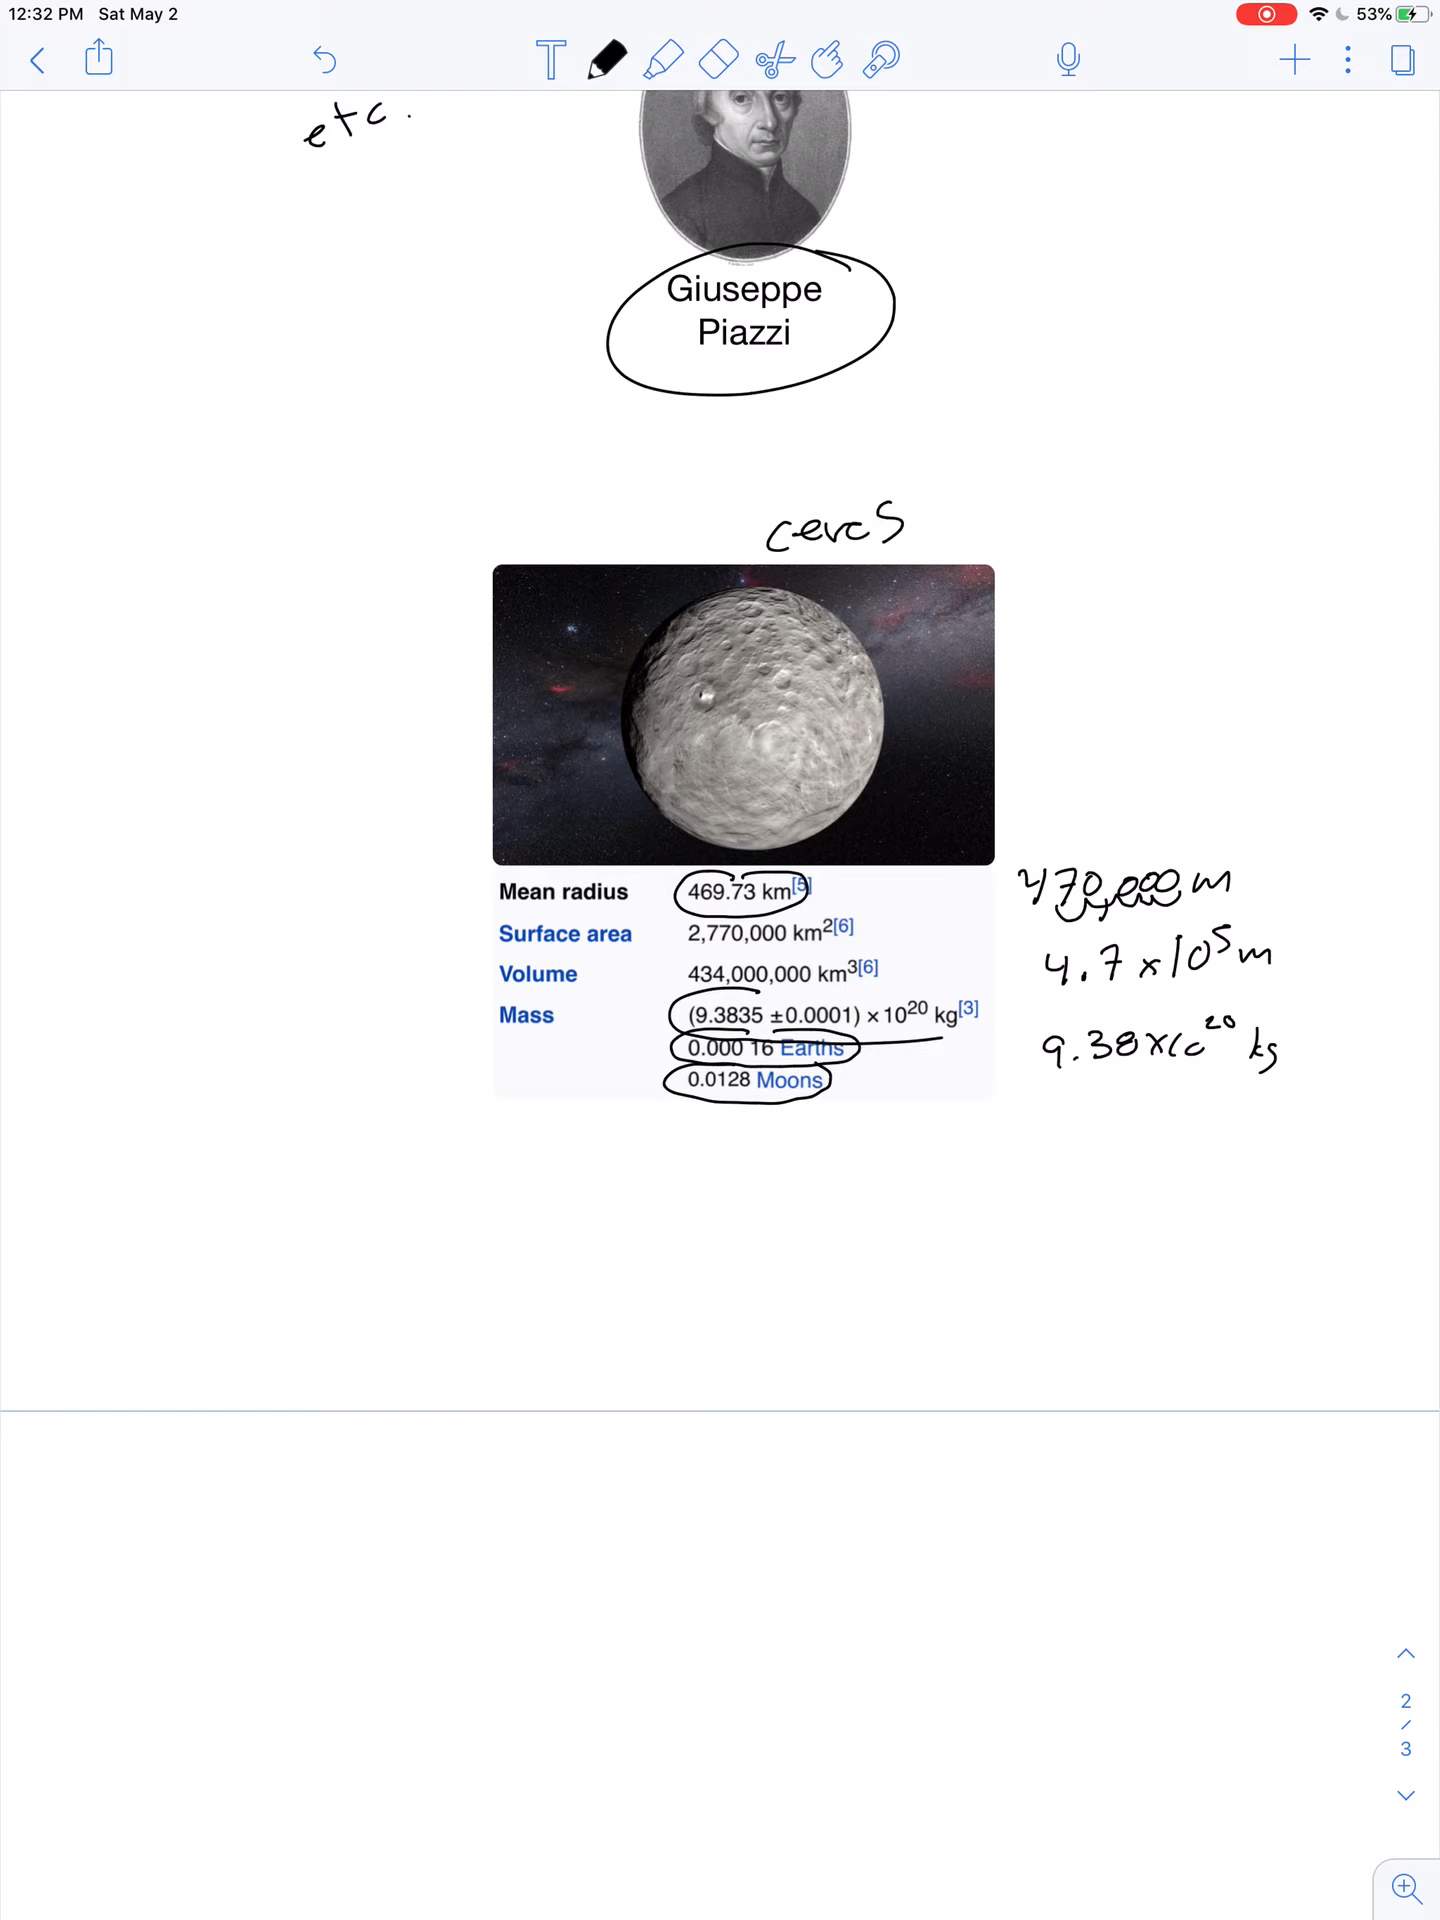 12:32 PM Sat May 2
53%
T
etc.
Giuseppe
Piazzi
ceres
Mean radius 469.73 km[5]
470,000 m
Surface area 2,770,000 km²[6]
4.7 x 10⁵ m
Volume 434,000,000 km³[6]
Mass (9.3835 ±0.0001) ×10²⁰ kg[3]
9.38 x 10²⁰ kg
0.000 16 Earths
0.0128 Moons
2
/
3